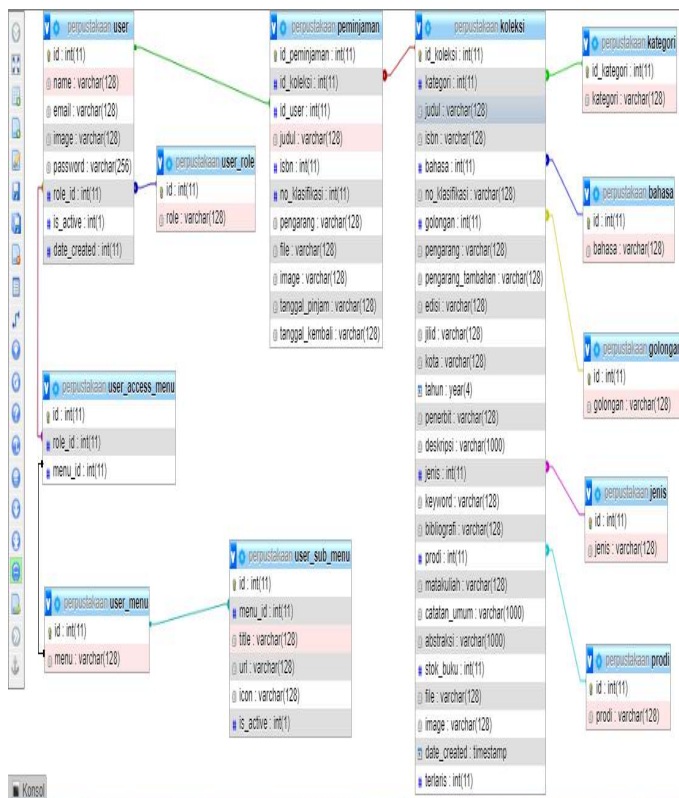 perpustakaan user
id : int(11)
name : varchar(128)
email : varchar(128)
image : varchar(128)
password : varchar(256)
role_id : int(11)
is_active : int(1)
date_created : int(11)
perpustakaan user_role
id : int(11)
role : varchar(128)
perpustakaan peminjaman
id_peminjaman : int(11)
id_koleksi : int(11)
id_user : int(11)
judul : varchar(128)
isbn : int(11)
no_klasifikasi : int(11)
pengarang : varchar(128)
file : varchar(128)
image : varchar(128)
tanggal_pinjam : varchar(128)
tanggal_kembali : varchar(128)
perpustakaan koleksi
id_koleksi : int(11)
kategori : int(11)
judul : varchar(128)
isbn : varchar(128)
bahasa : int(11)
no_klasifikasi : varchar(128)
golongan : int(11)
pengarang : varchar(128)
pengarang_tambahan : varchar(128)
edisi : varchar(128)
jilid : varchar(128)
kota : varchar(128)
tahun : year(4)
penerbit : varchar(128)
deskripsi : varchar(1000)
jenis : int(11)
keyword : varchar(128)
bibliografi : varchar(128)
prodi : int(11)
matakuliah : varchar(128)
catatan_umum : varchar(1000)
abstraksi : varchar(1000)
stok_buku : int(11)
file : varchar(128)
image : varchar(128)
date_created : timestamp
terlaris : int(11)
perpustakaan kategori
id_kategori : int(11)
kategori : varchar(128)
perpustakaan bahasa
id : int(11)
bahasa : varchar(128)
perpustakaan golongan
id : int(11)
golongan : varchar(128)
perpustakaan jenis
id : int(11)
jenis : varchar(128)
perpustakaan prodi
id : int(11)
prodi : varchar(128)
perpustakaan user_access_menu
id : int(11)
role_id : int(11)
menu_id : int(11)
perpustakaan user_menu
id : int(11)
menu : varchar(128)
perpustakaan user_sub_menu
id : int(11)
menu_id : int(11)
title : varchar(128)
url : varchar(128)
icon : varchar(128)
is_active : int(1)
Konsol